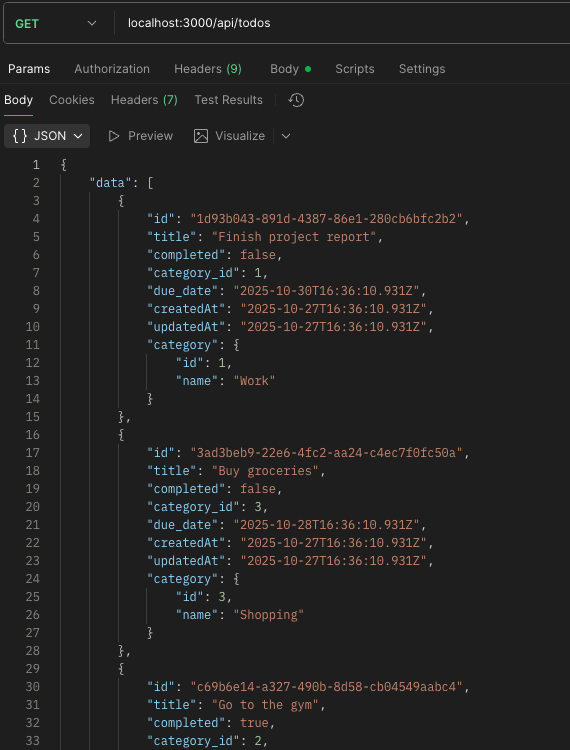 GET localhost:3000/api/todos
Params Authorization Headers (9) Body Scripts Settings
Body Cookies Headers (7) Test Results
{} JSON Preview Visualize
1 {
2 "data": [
3 {
4 "id": "1d93b043-891d-4387-86e1-280cb6bfc2b2",
5 "title": "Finish project report",
6 "completed": false,
7 "category_id": 1,
8 "due_date": "2025-10-30T16:36:10.931Z",
9 "createdAt": "2025-10-27T16:36:10.931Z",
10 "updatedAt": "2025-10-27T16:36:10.931Z",
11 "category": {
12 "id": 1,
13 "name": "Work"
14 }
15 },
16 {
17 "id": "3ad3beb9-22e6-4fc2-aa24-c4ec7f0fc50a",
18 "title": "Buy groceries",
19 "completed": false,
20 "category_id": 3,
21 "due_date": "2025-10-28T16:36:10.931Z",
22 "createdAt": "2025-10-27T16:36:10.931Z",
23 "updatedAt": "2025-10-27T16:36:10.931Z",
24 "category": {
25 "id": 3,
26 "name": "Shopping"
27 }
28 },
29 {
30 "id": "c69b6e14-a327-490b-8d58-cb04549aabc4",
31 "title": "Go to the gym",
32 "completed": true,
33 "category_id": 2,